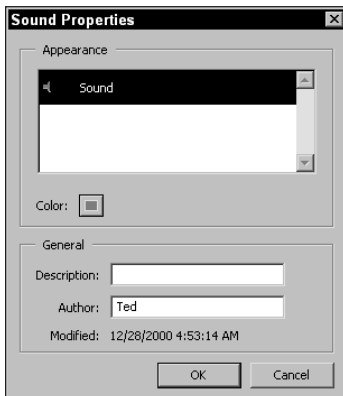 Sound Properties
Appearance
Sound
Color:
General
Description:
Author: Ted
Modified: 12/28/2000 4:53:14 AM
OK Cancel